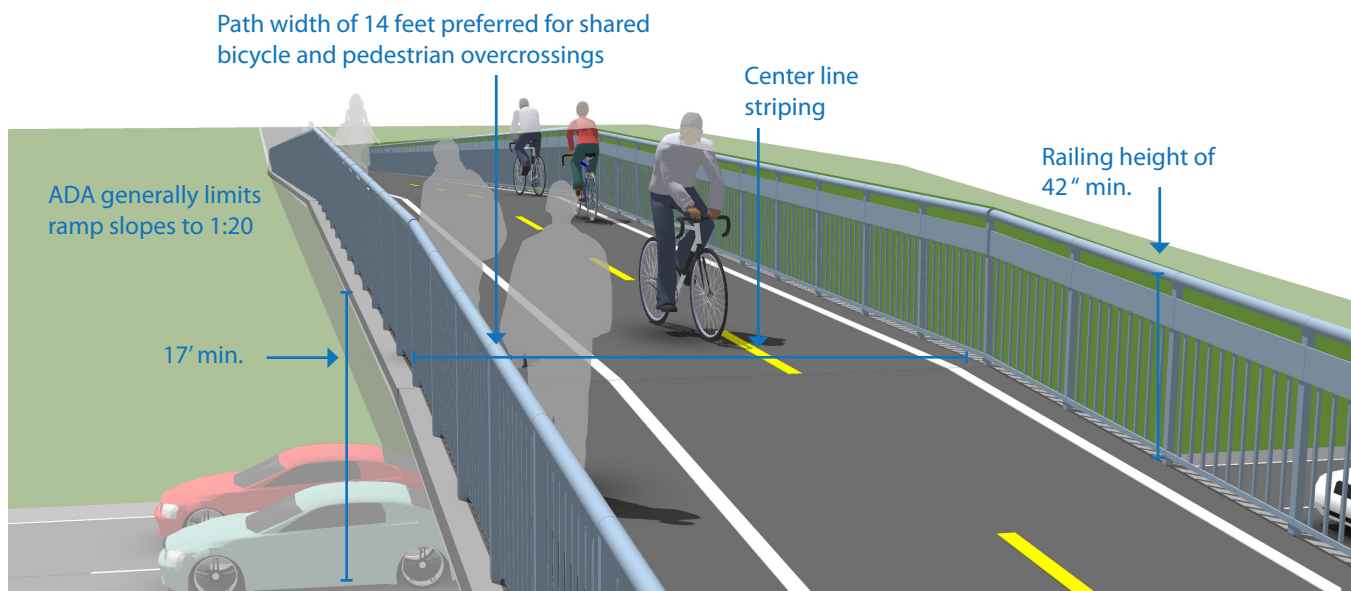 Path width of 14 feet preferred for shared
bicycle and pedestrian overcrossings
Center line
striping
Railing height of
42“ min.
ADA generally limits
ramp slopes to 1:20
17’ min.